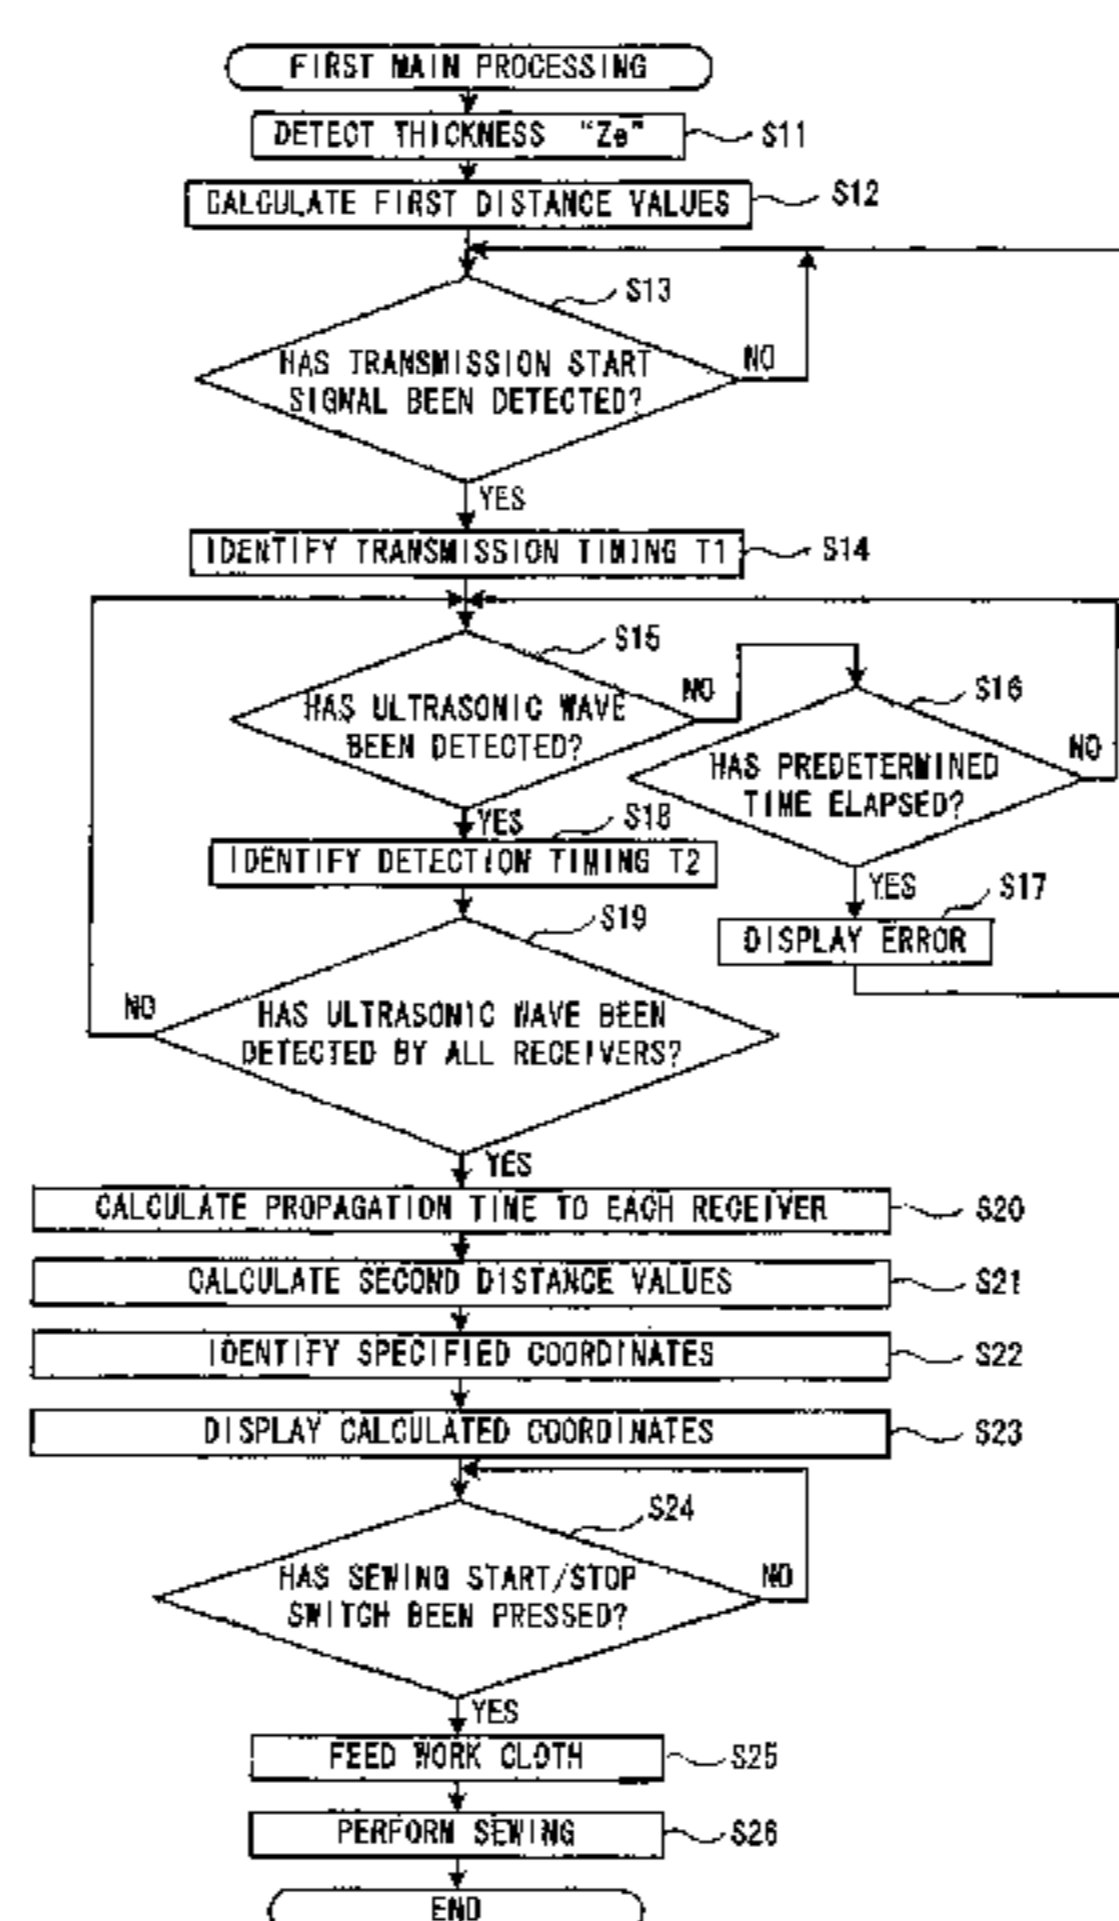 FIRST MAIN PROCESSING
DETECT THICKNESS "Ze"
S11
CALCULATE FIRST DISTANCE VALUES
S12
S13
HAS TRANSMISSION START
SIGNAL BEEN DETECTED?
NO
YES
IDENTIFY TRANSMISSION TIMING T1
S14
S15
HAS ULTRASONIC WAVE
BEEN DETECTED?
NO
S16
HAS PREDETERMINED
TIME ELAPSED?
NO
YES
S18
IDENTIFY DETECTION TIMING T2
YES
S17
DISPLAY ERROR
S19
HAS ULTRASONIC WAVE BEEN
DETECTED BY ALL RECEIVERS?
NO
YES
CALCULATE PROPAGATION TIME TO EACH RECEIVER
S20
CALCULATE SECOND DISTANCE VALUES
S21
IDENTIFY SPECIFIED COORDINATES
S22
DISPLAY CALCULATED COORDINATES
S23
S24
HAS SEWING START/STOP
SWITCH BEEN PRESSED?
NO
YES
FEED WORK CLOTH
S25
PERFORM SEWING
S26
END